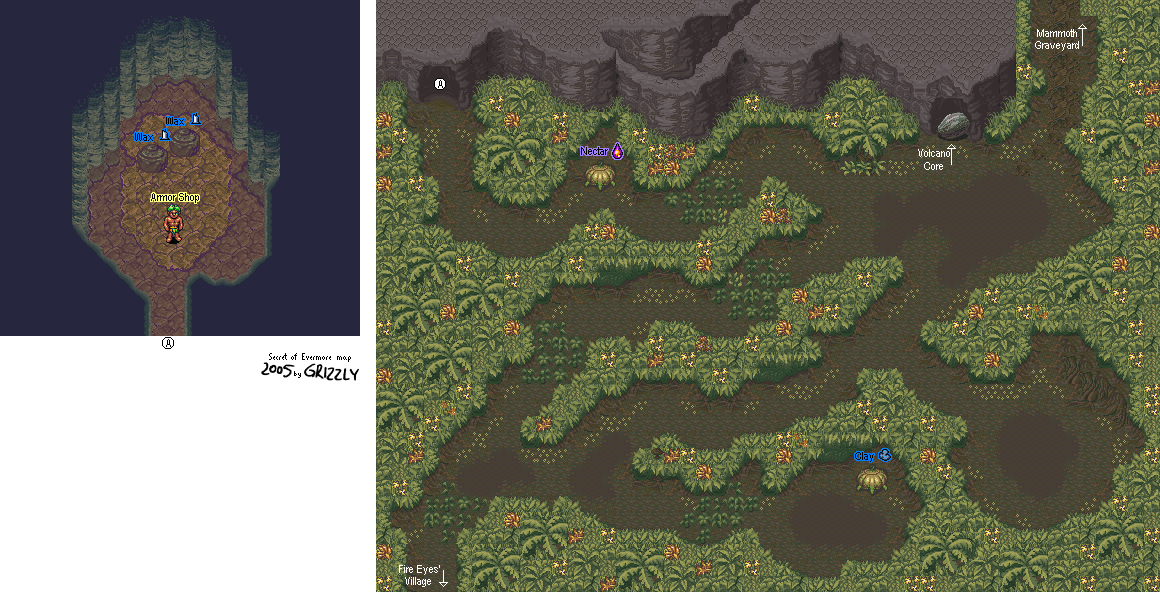 Wax
Wax
Armor Shop
A
Secret of Evermore map
2005 by GRIZZLY
A
Mammoth
Graveyard
Nectar
Volcano
Core
Clay
Fire Eyes'
Village